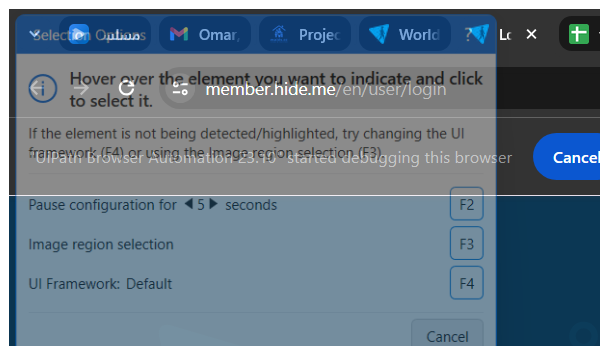 Selection Options
مسلسل
Omar,
Projec
World
Lo
Hover over the element you want to indicate and click
to select it.
member.hide.me/en/user/login
If the element is not being detected/highlighted, try changing the UI
framework (F4) or using the Image region selection (F3).
"UiPath Browser Automation 23.10" started debugging this browser
Cancel
Pause configuration for 5 seconds
F2
Image region selection
F3
UI Framework: Default
F4
Cancel